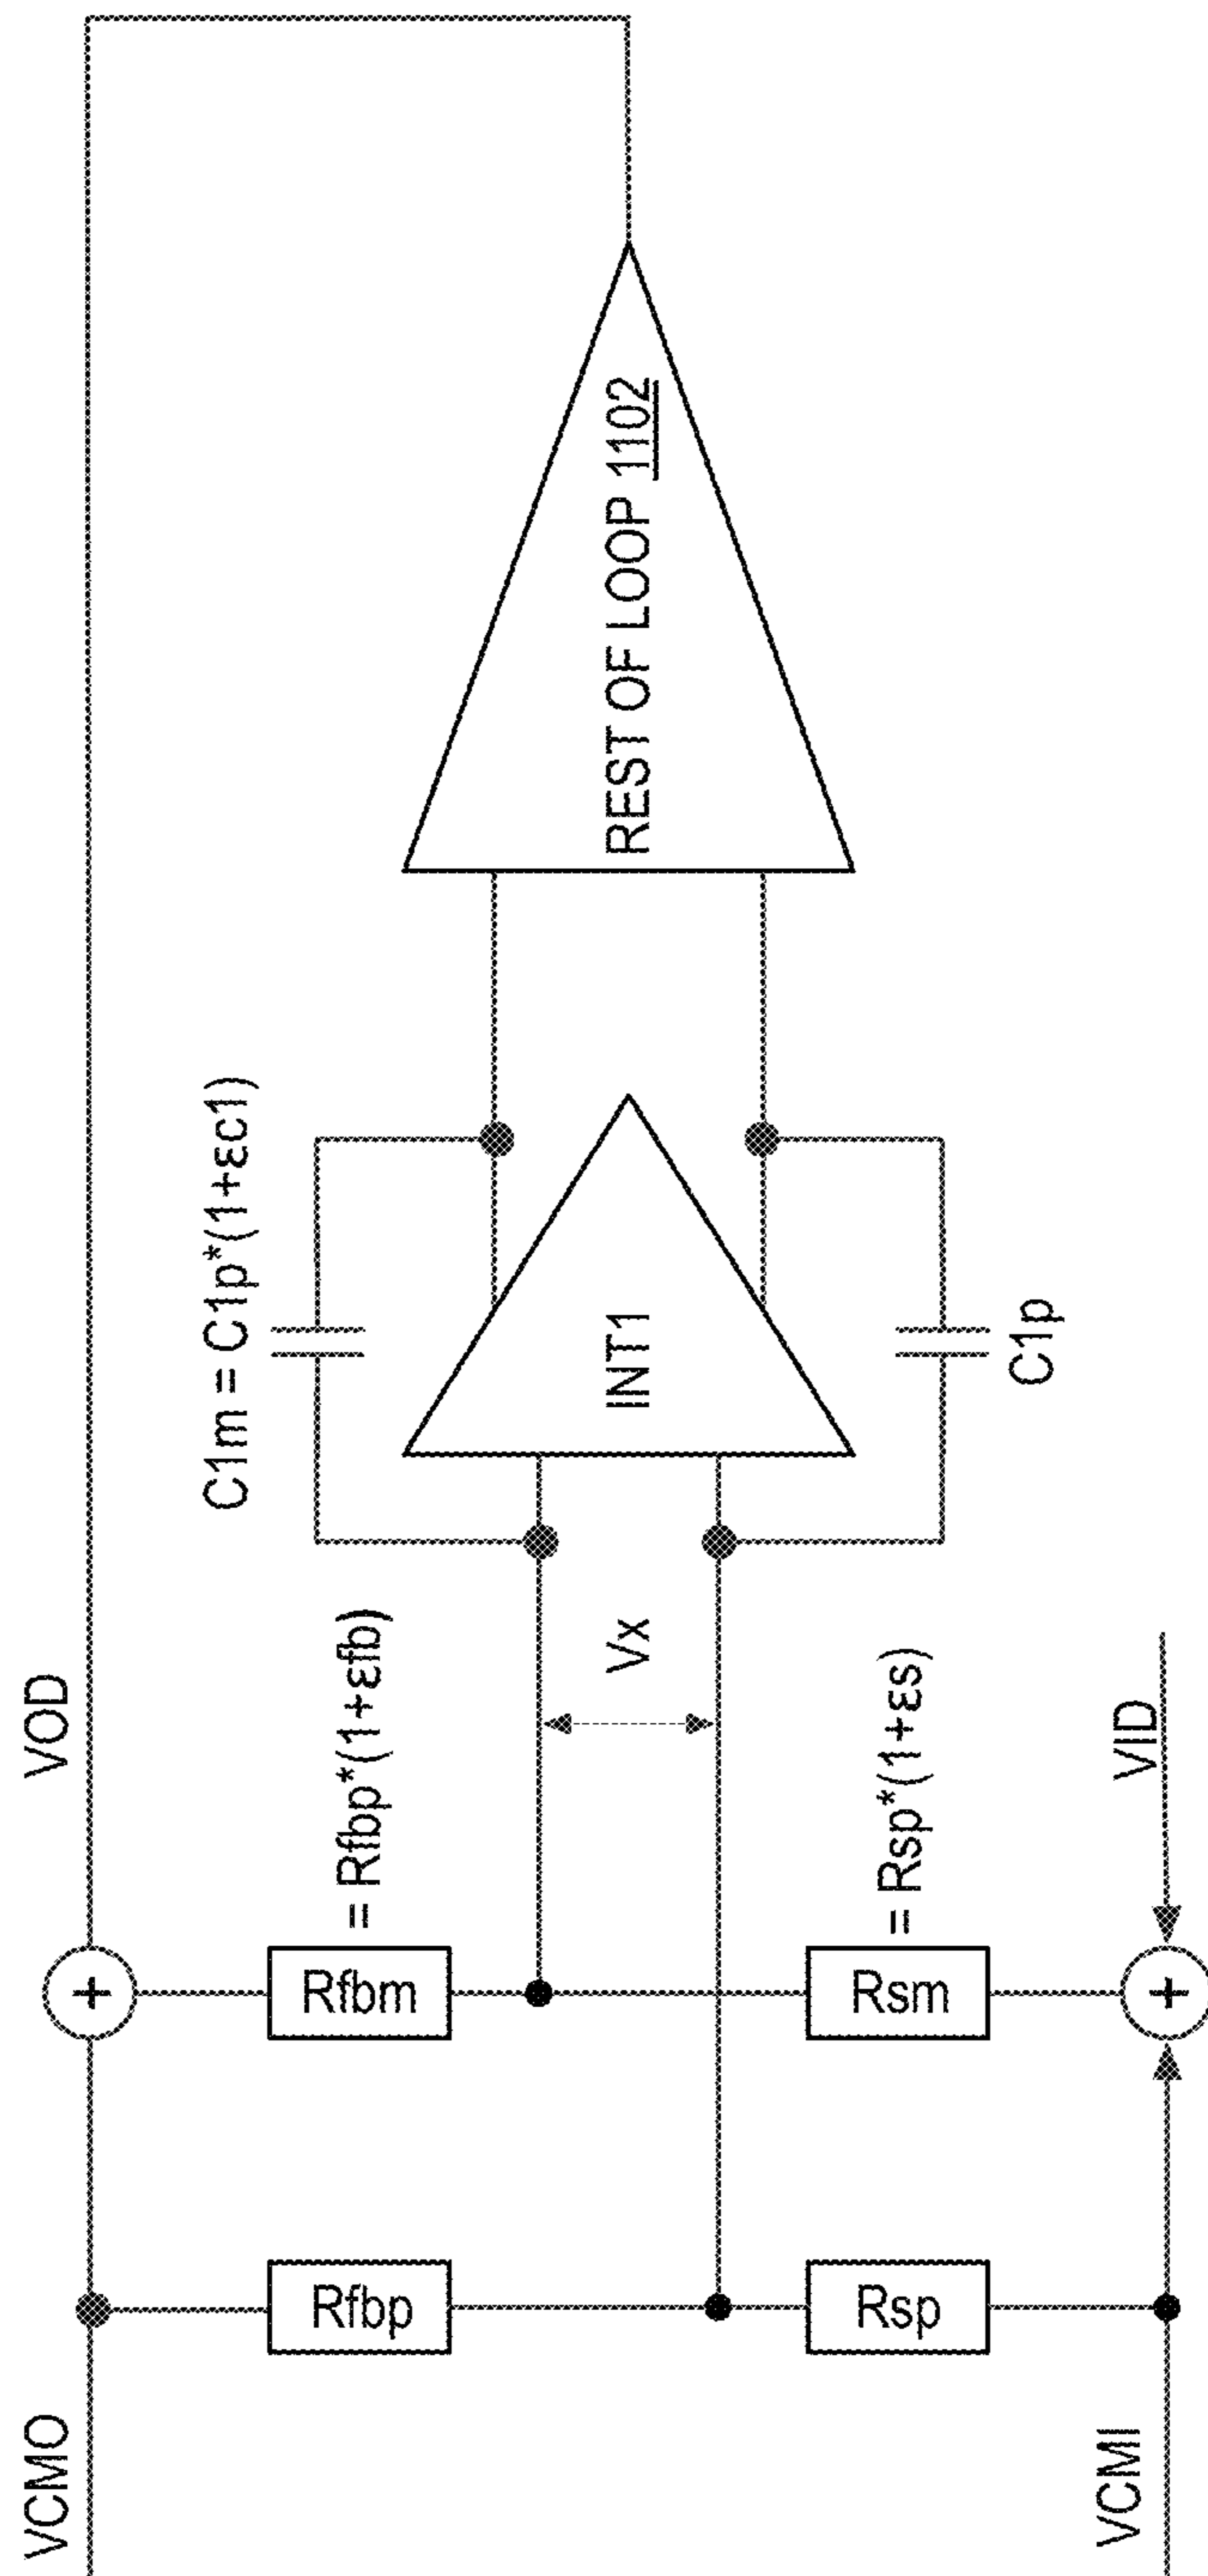 VCMO
VOD
Rfbp
Rfbm
= Rfbp*(1+εfb)
C1m = C1p*(1+εc1)
Vx
INT1
REST OF LOOP 1102
Rsp
Rsm
= Rsp*(1+εs)
C1p
VCMI
VID